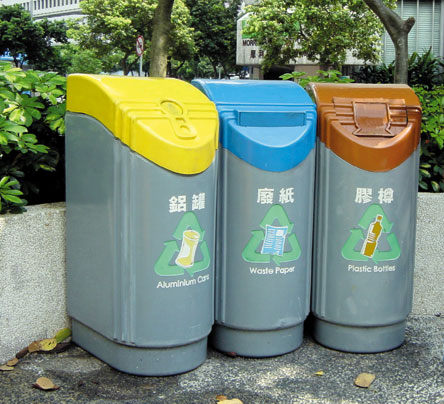 鋁罐
Aluminium Cans
廢紙
Waste Paper
膠樽
Plastic Bottles